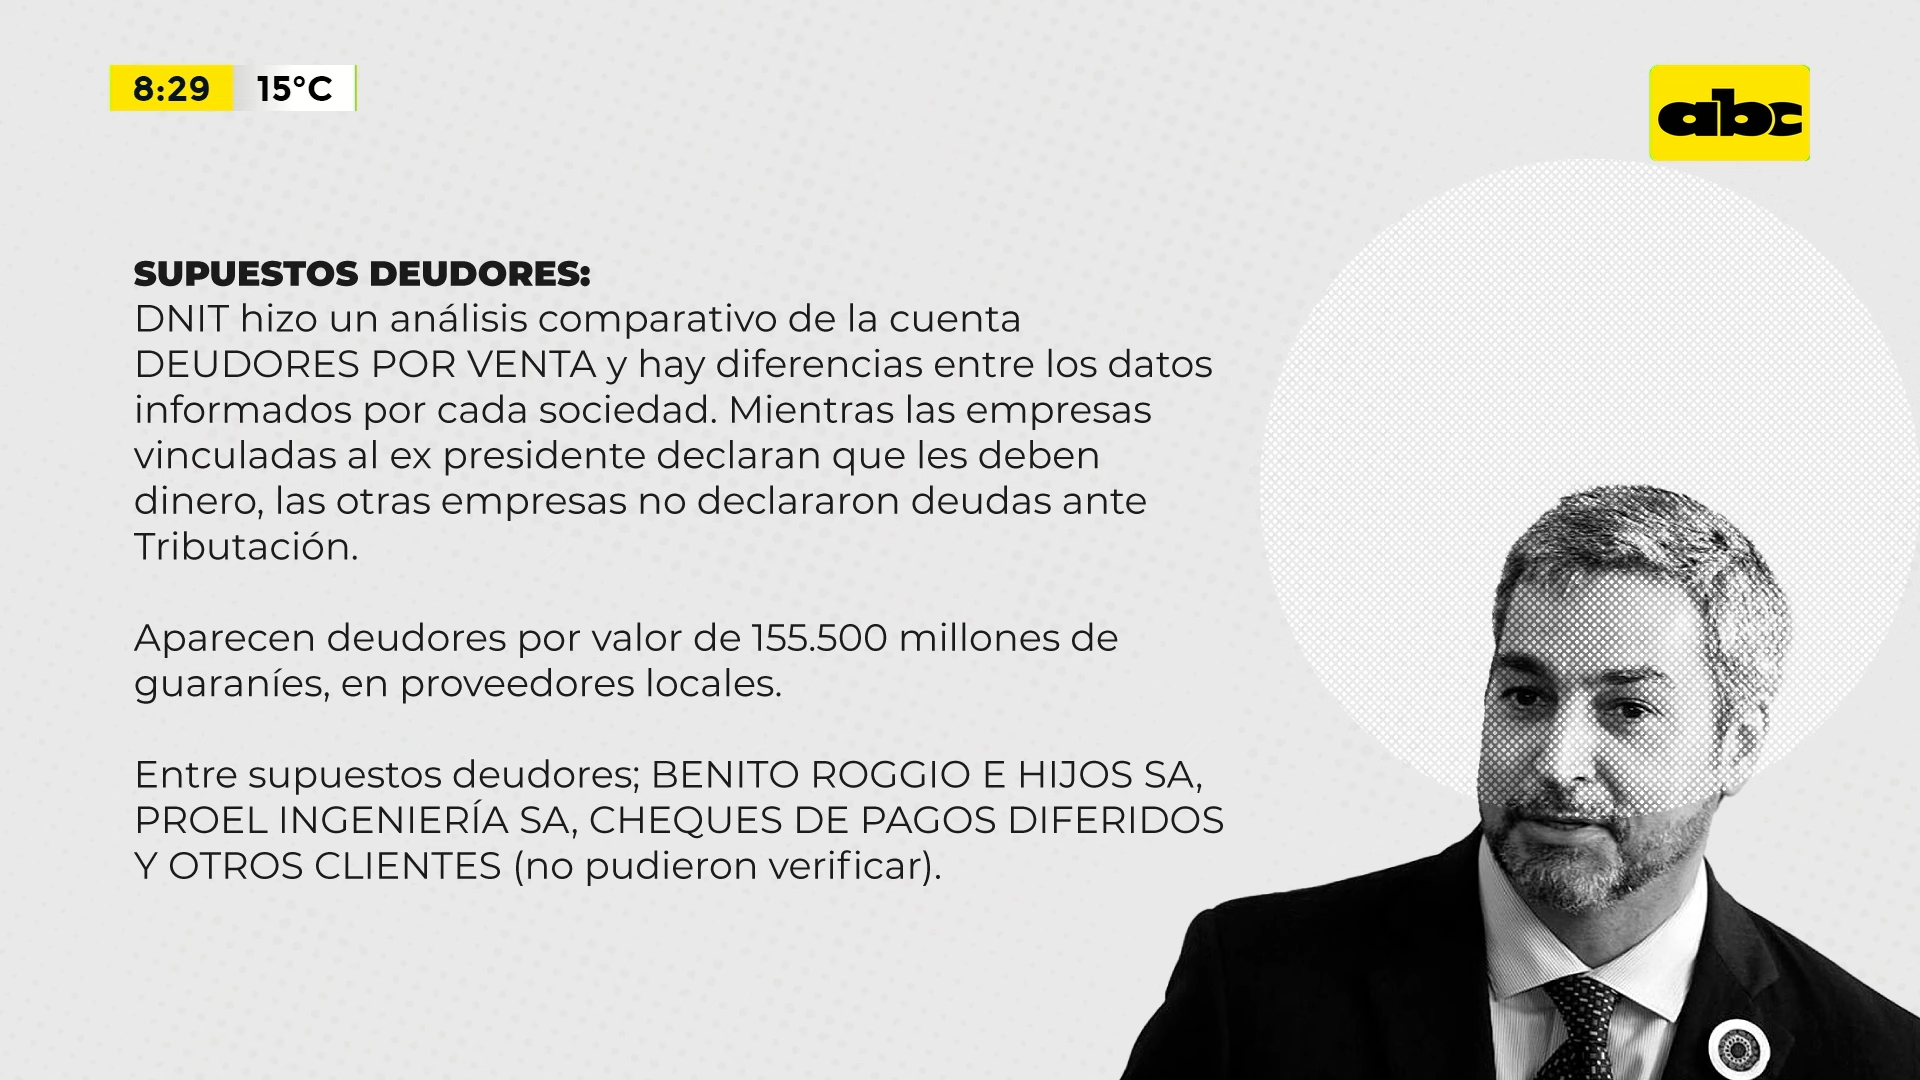 8:29 15°C
abc
SUPUESTOS DEUDORES:
DNIT hizo un análisis comparativo de la cuenta
DEUDORES POR VENTA y hay diferencias entre los datos
informados por cada sociedad. Mientras las empresas
vinculadas al ex presidente declaran que les deben
dinero, las otras empresas no declararon deudas ante
Tributación.
Aparecen deudores por valor de 155.500 millones de
guaraníes, en proveedores locales.
Entre supuestos deudores; BENITO ROGGIO E HIJOS SA,
PROEL INGENIERÍA SA, CHEQUES DE PAGOS DIFERIDOS
Y OTROS CLIENTES (no pudieron verificar).